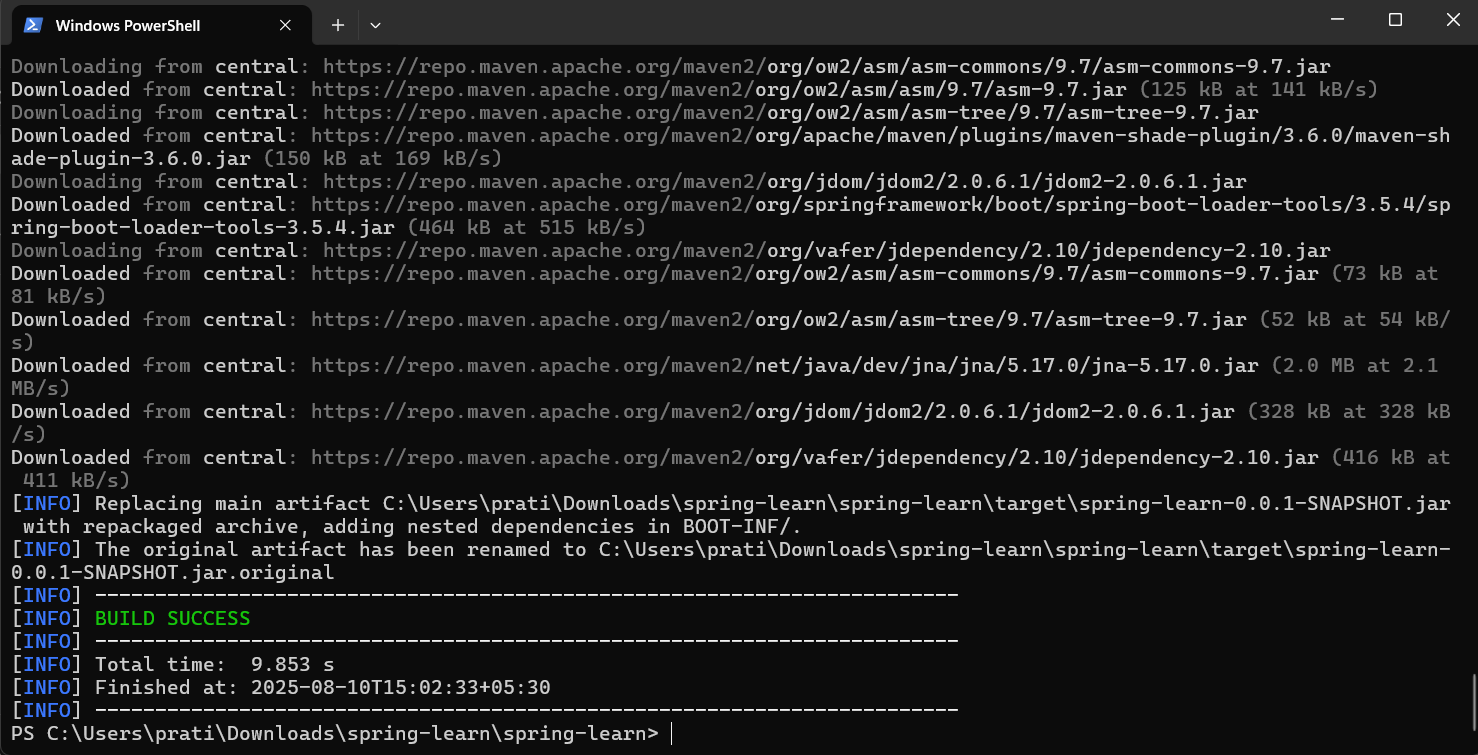 Windows PowerShell
Downloading from central: https://repo.maven.apache.org/maven2/org/ow2/asm/asm-commons/9.7/asm-commons-9.7.jar
Downloaded from central: https://repo.maven.apache.org/maven2/org/ow2/asm/asm/9.7/asm-9.7.jar (125 kB at 141 kB/s)
Downloading from central: https://repo.maven.apache.org/maven2/org/ow2/asm/asm-tree/9.7/asm-tree-9.7.jar
Downloaded from central: https://repo.maven.apache.org/maven2/org/apache/maven/plugins/maven-shade-plugin/3.6.0/maven-sh
ade-plugin-3.6.0.jar (150 kB at 169 kB/s)
Downloading from central: https://repo.maven.apache.org/maven2/org/jdom/jdom2/2.0.6.1/jdom2-2.0.6.1.jar
Downloaded from central: https://repo.maven.apache.org/maven2/org/springframework/boot/spring-boot-loader-tools/3.5.4/sp
ring-boot-loader-tools-3.5.4.jar (464 kB at 515 kB/s)
Downloading from central: https://repo.maven.apache.org/maven2/org/vafer/jdependency/2.10/jdependency-2.10.jar
Downloaded from central: https://repo.maven.apache.org/maven2/org/ow2/asm/asm-commons/9.7/asm-commons-9.7.jar (73 kB at
81 kB/s)
Downloaded from central: https://repo.maven.apache.org/maven2/org/ow2/asm/asm-tree/9.7/asm-tree-9.7.jar (52 kB at 54 kB/
s)
Downloaded from central: https://repo.maven.apache.org/maven2/net/java/dev/jna/jna/5.17.0/jna-5.17.0.jar (2.0 MB at 2.1
MB/s)
Downloaded from central: https://repo.maven.apache.org/maven2/org/jdom/jdom2/2.0.6.1/jdom2-2.0.6.1.jar (328 kB at 328 kB
/s)
Downloaded from central: https://repo.maven.apache.org/maven2/org/vafer/jdependency/2.10/jdependency-2.10.jar (416 kB at
 411 kB/s)
[INFO] Replacing main artifact C:\Users\prati\Downloads\spring-learn\spring-learn\target\spring-learn-0.0.1-SNAPSHOT.jar
 with repackaged archive, adding nested dependencies in BOOT-INF/.
[INFO] The original artifact has been renamed to C:\Users\prati\Downloads\spring-learn\spring-learn\target\spring-learn-
0.0.1-SNAPSHOT.jar.original
[INFO] ------------------------------------------------------------------------
[INFO] BUILD SUCCESS
[INFO] ------------------------------------------------------------------------
[INFO] Total time:  9.853 s
[INFO] Finished at: 2025-08-10T15:02:33+05:30
[INFO] ------------------------------------------------------------------------
PS C:\Users\prati\Downloads\spring-learn\spring-learn>